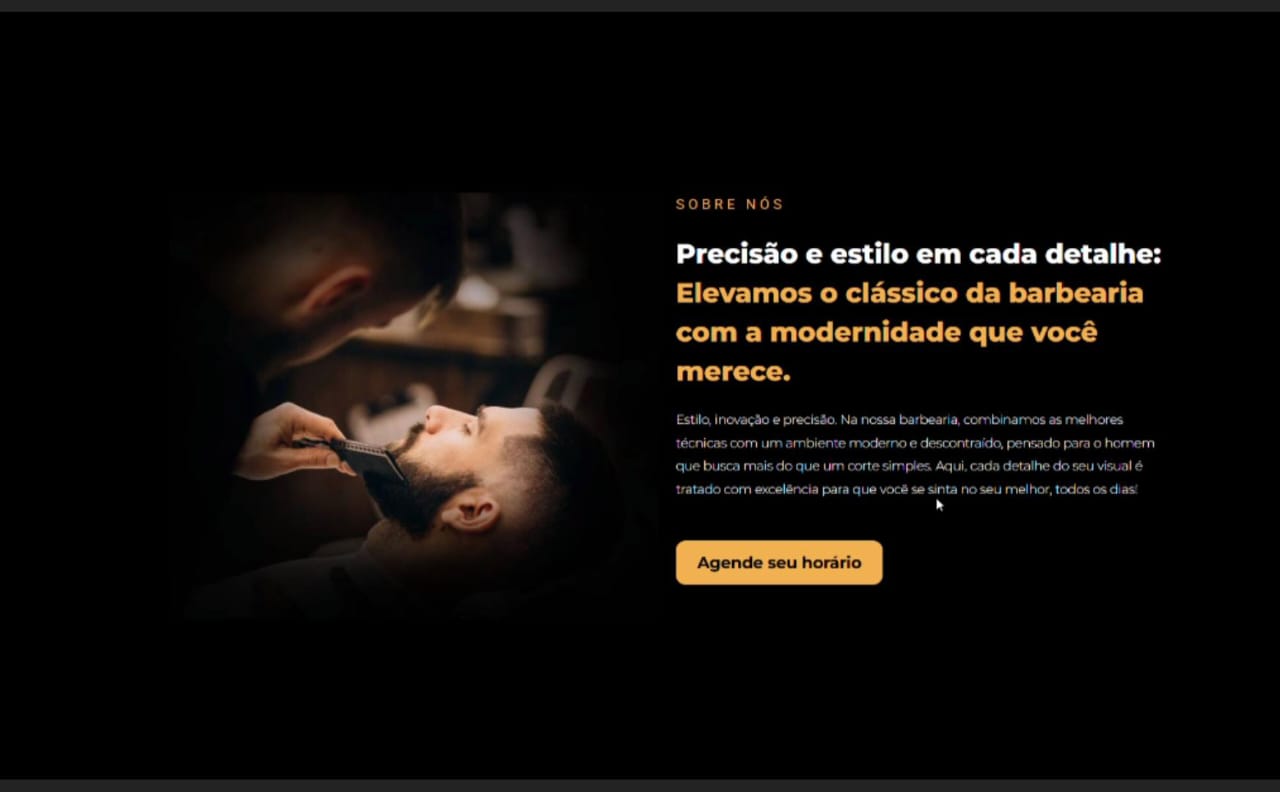 SOBRE NÓS
Precisão e estilo em cada detalhe:
Elevamos o clássico da barbearia
com a modernidade que você
merece.
Estilo, inovação e precisão. Na nossa barbearia, combinamos as melhores
técnicas com um ambiente moderno e descontraído, pensado para o homem
que busca mais do que um corte simples. Aqui, cada detalhe do seu visual é
tratado com excelência para que você se sinta no seu melhor, todos os dias!
Agende seu horário